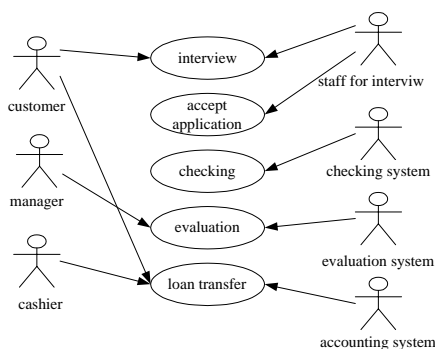 interview
customer
staff for interviw
accept
application
checking
checking system
manager
evaluation
evaluation system
cashier
loan transfer
accounting system